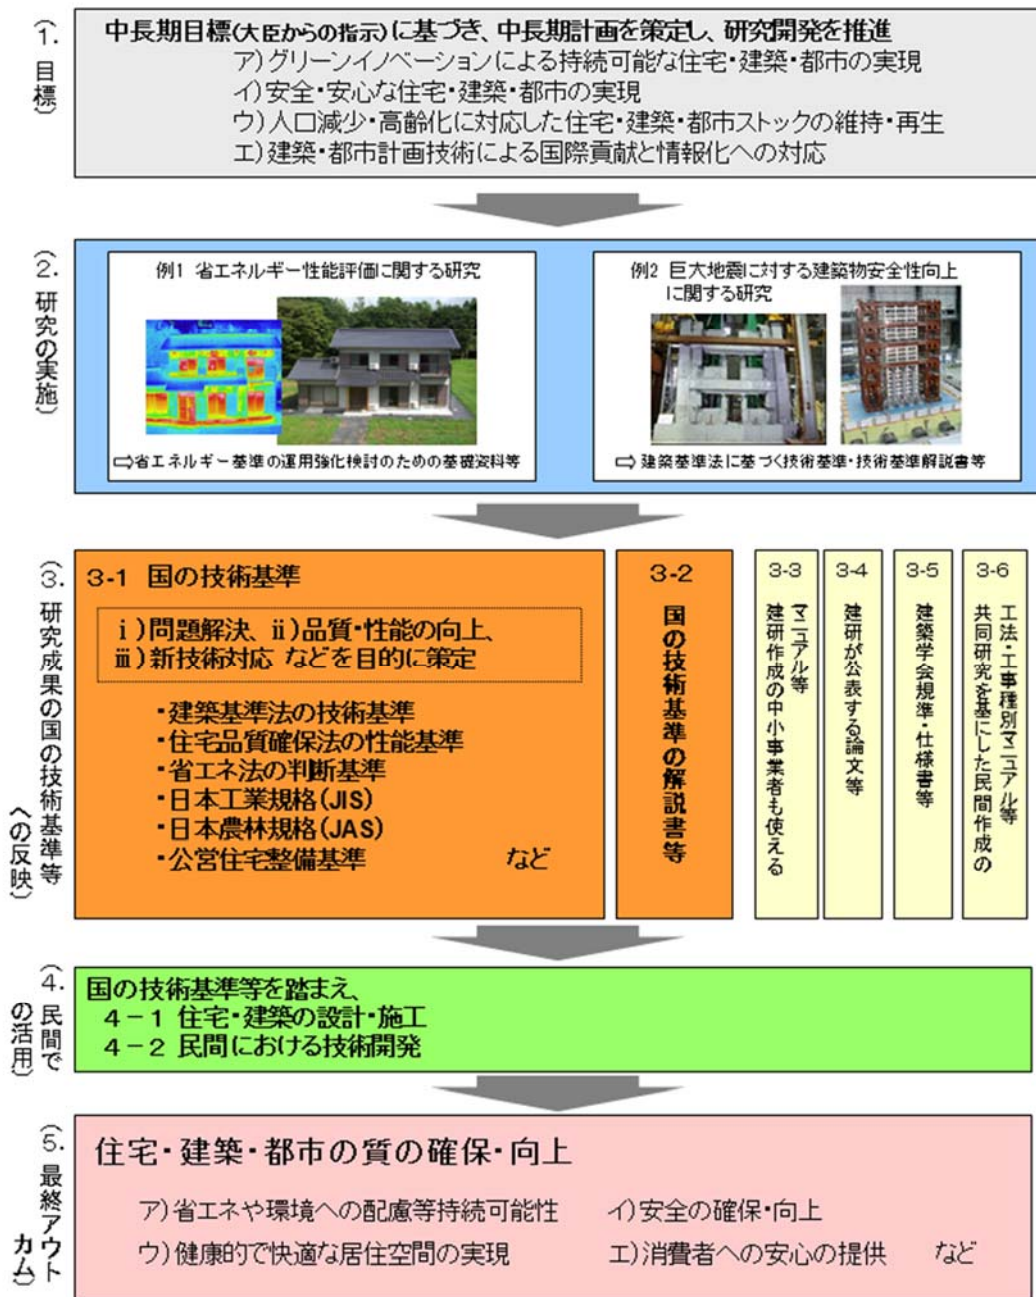 (1.目標)
中長期目標(大臣からの指示)に基づき、中長期計画を策定し、研究開発を推進
ア)グリーンイノベーションによる持続可能な住宅・建築・都市の実現
イ)安全・安心な住宅・建築・都市の実現
ウ)人口減少・高齢化に対応した住宅・建築・都市ストックの維持・再生
エ)建築・都市計画技術による国際貢献と情報化への対応
(2.研究の実施)
例1 省エネルギー性能評価に関する研究
⇨省エネルギー基準の運用強化検討のための基礎資料等
例2 巨大地震に対する建築物安全性向上
に関する研究
⇨ 建築基準法に基づく技術基準・技術基準解説書等
(3.研究成果の国の技術基準等
への反映)
3-1 国の技術基準
ⅰ)問題解決、ⅱ)品質・性能の向上、
ⅲ)新技術対応 などを目的に策定
・建築基準法の技術基準
・住宅品質確保法の性能基準
・省エネ法の判断基準
・日本工業規格(JIS)
・日本農林規格(JAS)
・公営住宅整備基準 など
3-2
国の技術基準の解説書等
3-3
建研作成の中小事業者も使える
マニュアル等
3-4
建研が公表する論文等
3-5
建築学会規準・仕様書等
3-6
共同研究を基にした民間作成の
工法・工事種別マニュアル等
(4.民間で
の活用)
国の技術基準等を踏まえ、
4-1 住宅・建築の設計・施工
4-2 民間における技術開発
(5.最終アウト
カム)
住宅・建築・都市の質の確保・向上
ア)省エネや環境への配慮等持続可能性 イ)安全の確保・向上
ウ)健康的で快適な居住空間の実現 エ)消費者への安心の提供 など